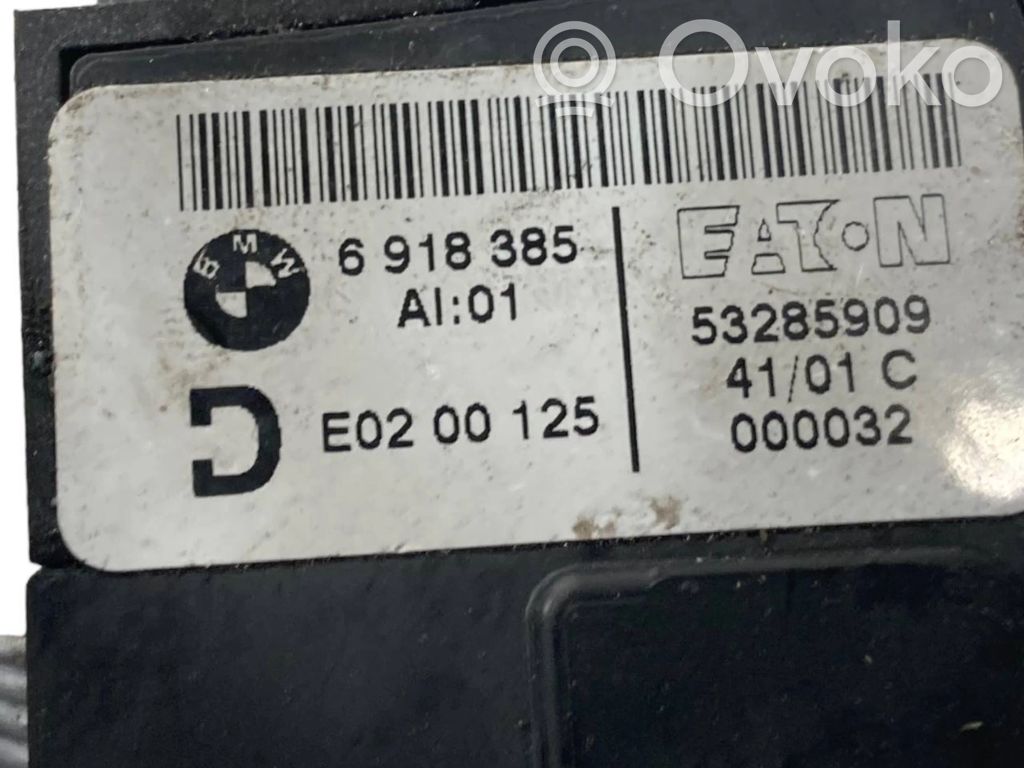 Ovoko
BMW
6 918 385
AI:01
E02 00 125
EATON
53285909
41/01 C
000032